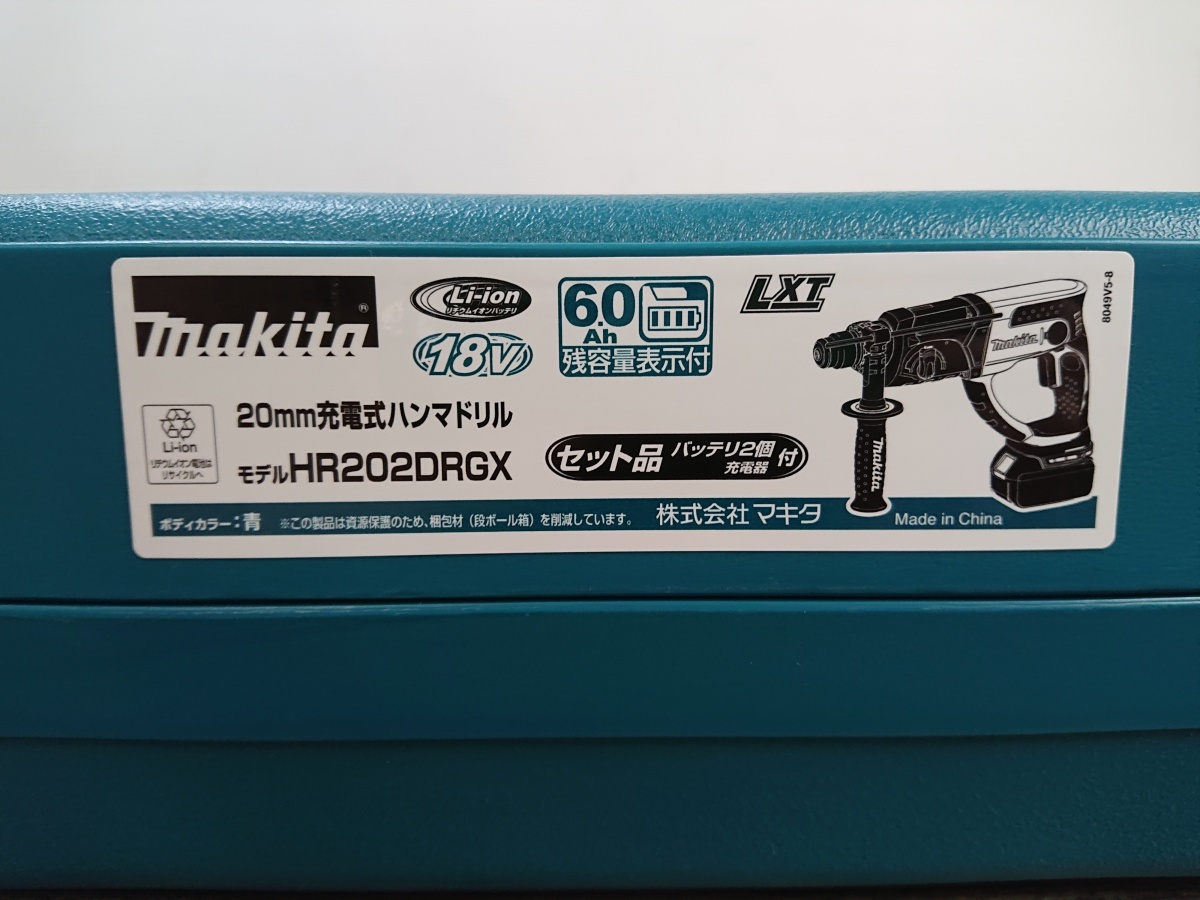 makita®
Li-ion
リチウムイオンバッテリ
18V
6.0
Ah
残容量表示付
LXT
8049V5-8
makita
makita
Li-ion
リチウムイオン電池は
リサイクルへ
20mm充電式ハンマドリル
モデルHR202DRGX
セット品 バッテリ2個 充電器 付
ボディカラー：青 ※この製品は資源保護のため、梱包材（段ボール箱）を削減しています。 株式会社マキタ Made in China